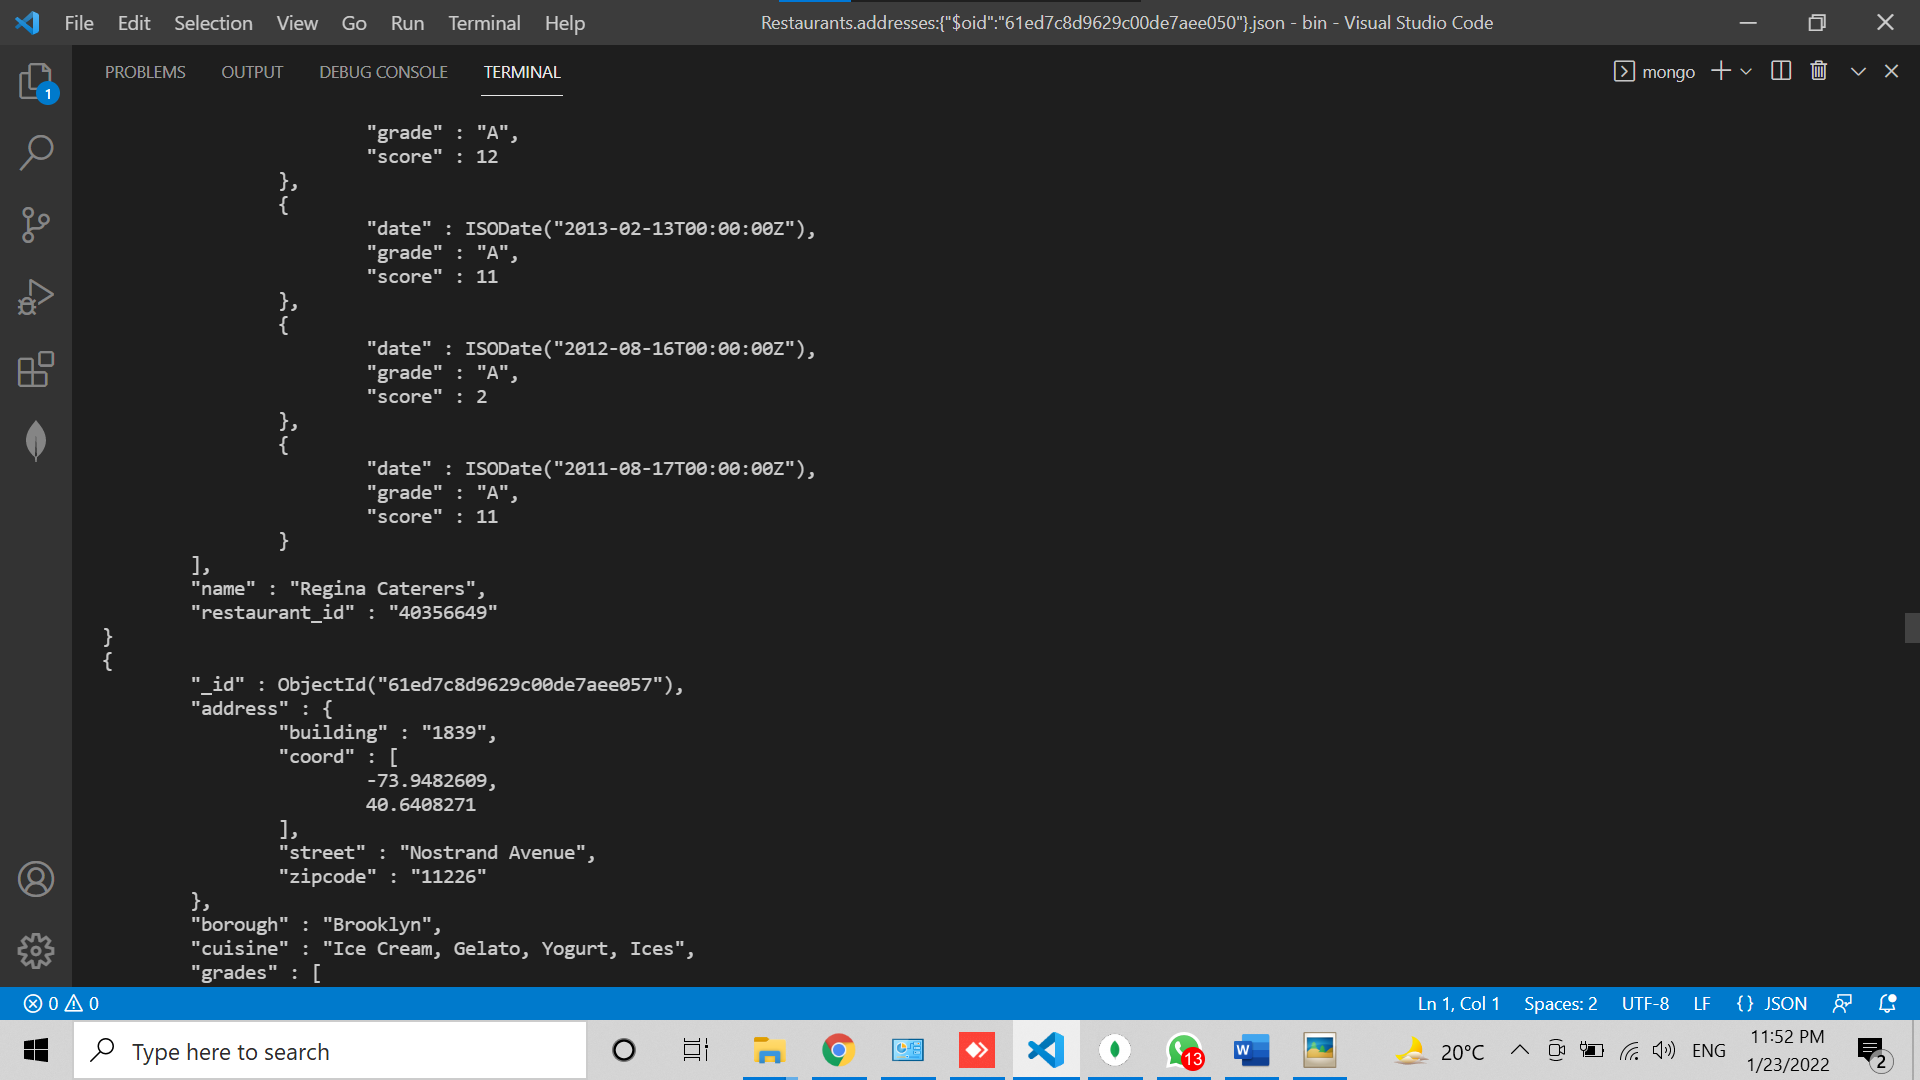 File Edit Selection View Go Run Terminal Help
Restaurants.addresses:{"$oid":"61ed7c8d9629c00de7aee050"}.json - bin - Visual Studio Code
1
PROBLEMS OUTPUT DEBUG CONSOLE TERMINAL
mongo
"grade" : "A",
"score" : 12
},
{
"date" : ISODate("2013-02-13T00:00:00Z"),
"grade" : "A",
"score" : 11
},
{
"date" : ISODate("2012-08-16T00:00:00Z"),
"grade" : "A",
"score" : 2
},
{
"date" : ISODate("2011-08-17T00:00:00Z"),
"grade" : "A",
"score" : 11
}
],
"name" : "Regina Caterers",
"restaurant_id" : "40356649"
}
{
"_id" : ObjectId("61ed7c8d9629c00de7aee057"),
"address" : {
"building" : "1839",
"coord" : [
-73.9482609,
40.6408271
],
"street" : "Nostrand Avenue",
"zipcode" : "11226"
},
"borough" : "Brooklyn",
"cuisine" : "Ice Cream, Gelato, Yogurt, Ices",
"grades" : [
0 0
Ln 1, Col 1 Spaces: 2 UTF-8 LF {} JSON
Type here to search
W
13
20°C
ENG
11:52 PM
1/23/2022
2